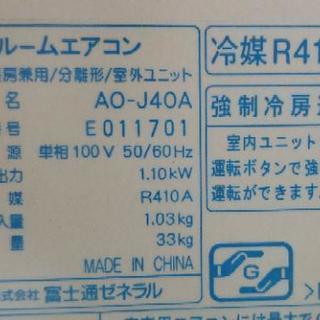 ルームエアコン
房兼用/分離形/室外ユニット
名 AO-J40A
号 E011701
源 単相100V 50/60Hz
出力 1.10kW
媒 R410A
入量 1.03kg
量 33kg
MADE IN CHINA
式会社 富士通ゼネラル
冷媒R41
強制冷房
室内ユニット
運転ボタンで強
運転ができます。
G